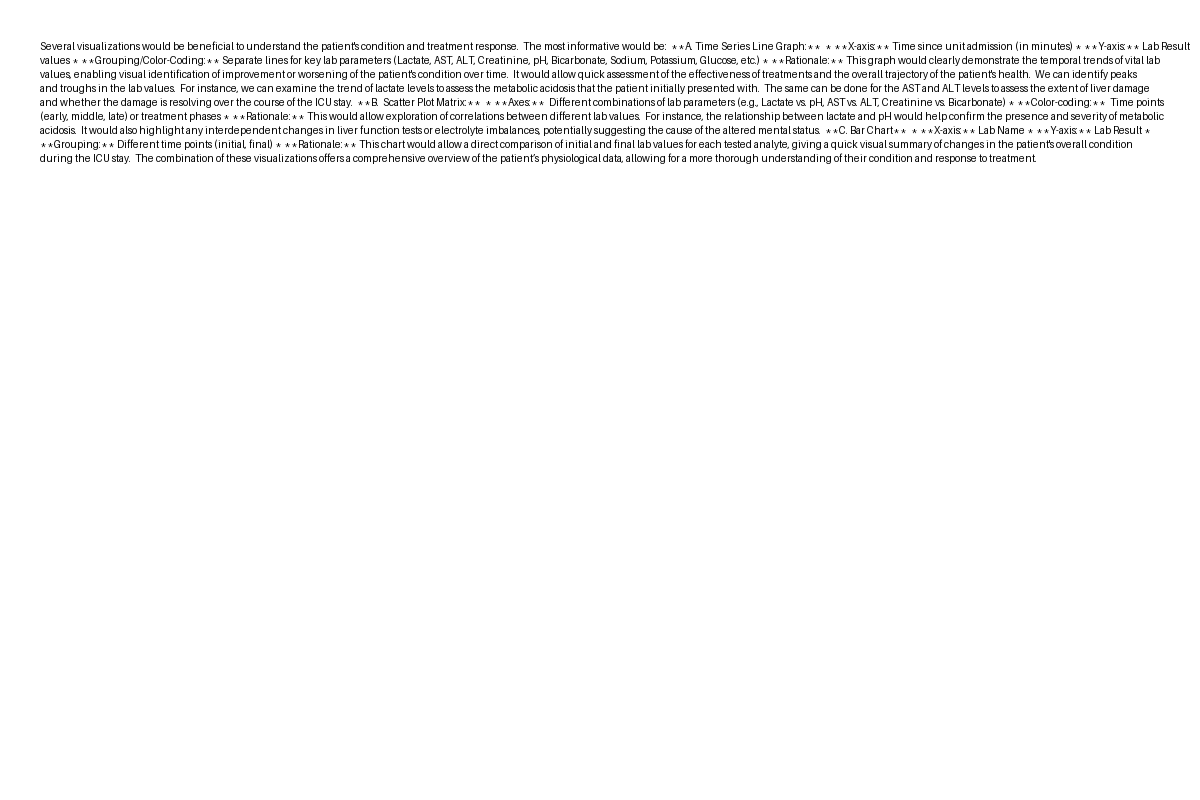 Several visualizations would be beneficial to understand the patient's condition and treatment response.  The most informative would be:  **A. Time Series Line Graph:**  * **X-axis:** Time since unit admission (in minutes) * **Y-axis:** Lab Result
values * **Grouping/Color-Coding:** Separate lines for key lab parameters (Lactate, AST, ALT, Creatinine, pH, Bicarbonate, Sodium, Potassium, Glucose, etc.) * **Rationale:** This graph would clearly demonstrate the temporal trends of vital lab
values, enabling visual identification of improvement or worsening of the patient's condition over time.  It would allow quick assessment of the effectiveness of treatments and the overall trajectory of the patient's health.  We can identify peaks
and troughs in the lab values.  For instance, we can examine the trend of lactate levels to assess the metabolic acidosis that the patient initially presented with.  The same can be done for the AST and ALT levels to assess the extent of liver damage
and whether the damage is resolving over the course of the ICU stay.  **B. Scatter Plot Matrix:**  * **Axes:**  Different combinations of lab parameters (e.g., Lactate vs. pH, AST vs. ALT, Creatinine vs. Bicarbonate) * **Color-coding:**  Time points
(early, middle, late) or treatment phases * **Rationale:** This would allow exploration of correlations between different lab values.  For instance, the relationship between lactate and pH would help confirm the presence and severity of metabolic
acidosis.  It would also highlight any interdependent changes in liver function tests or electrolyte imbalances, potentially suggesting the cause of the altered mental status.  **C. Bar Chart**  * **X-axis:** Lab Name * **Y-axis:** Lab Result *
**Grouping:** Different time points (initial, final) * **Rationale:** This chart would allow a direct comparison of initial and final lab values for each tested analyte, giving a quick visual summary of changes in the patient's overall condition
during the ICU stay.  The combination of these visualizations offers a comprehensive overview of the patient's physiological data, allowing for a more thorough understanding of their condition and response to treatment.